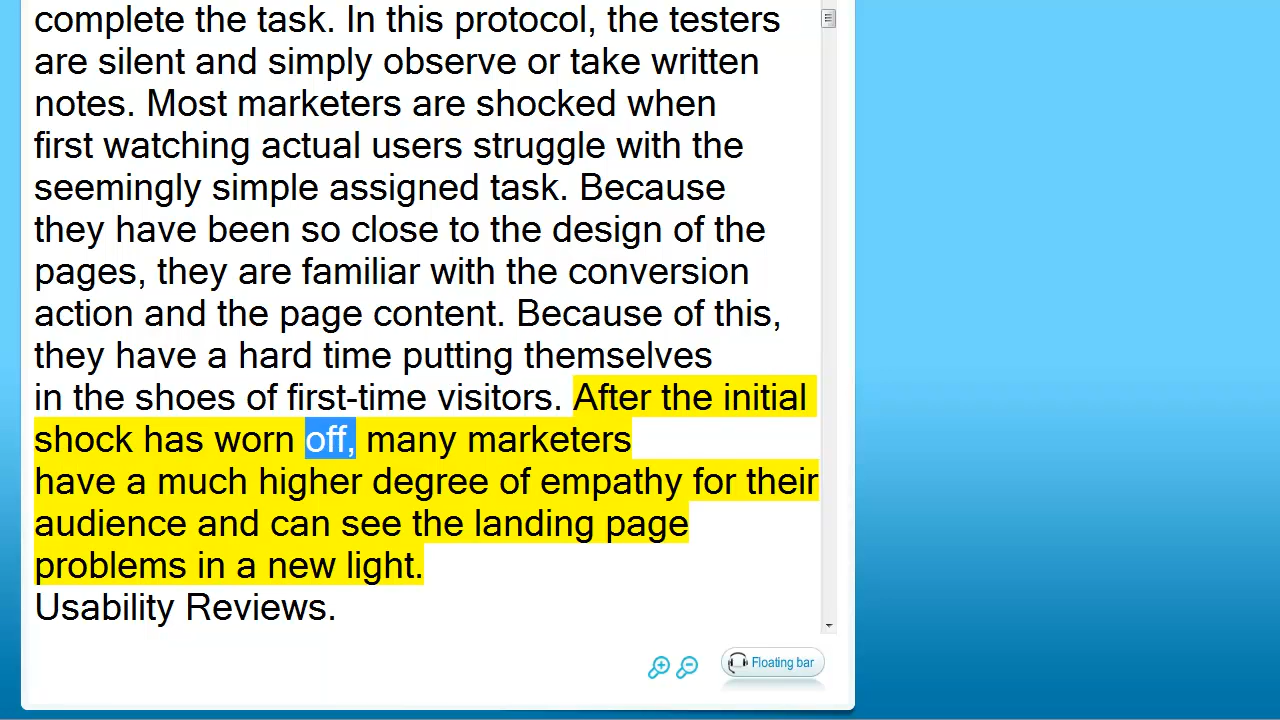 complete the task. In this protocol, the testers
are silent and simply observe or take written
notes. Most marketers are shocked when
first watching actual users struggle with the
seemingly simple assigned task. Because
they have been so close to the design of the
pages, they are familiar with the conversion
action and the page content. Because of this,
they have a hard time putting themselves
in the shoes of first-time visitors. After the initial
shock has worn off, many marketers
have a much higher degree of empathy for their
audience and can see the landing page
problems in a new light.
Usability Reviews.
Floating bar